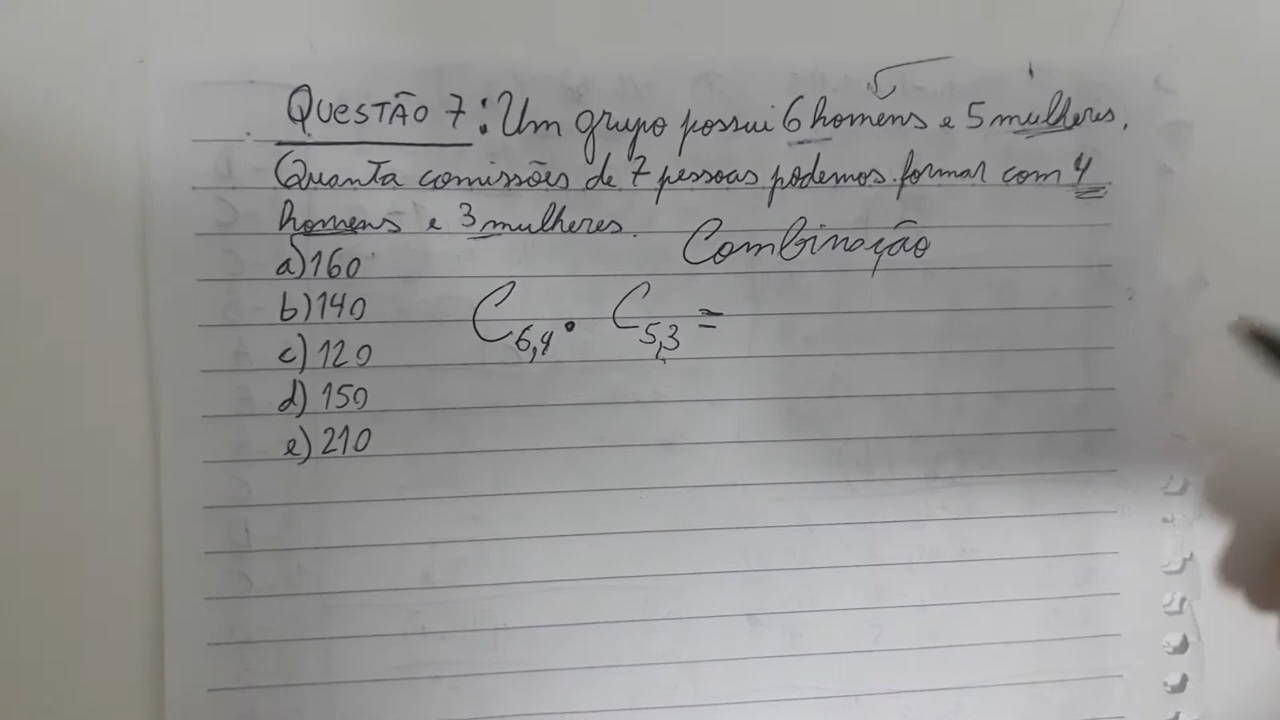 QUESTÃO 7: Um grupo possui 6 homens e 5 mulheres.
Quanta comissões de 7 pessoas podemos formar com 4
homens e 3 mulheres.
Combinação
a) 160
b) 140
c) 120
d) 150
e) 210
C6,4 • C5,3 =